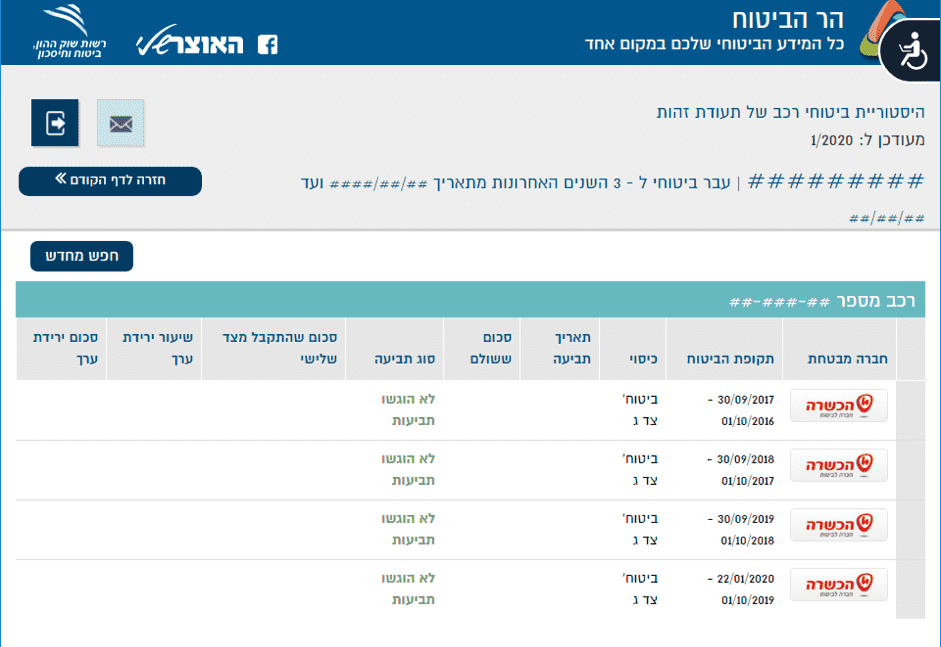 הר הביטוח
כל המידע הביטוחי שלכם במקום אחד
האוצר שלי
רשות שוק ההון,
ביטוח וחיסכון
היסטוריית ביטוחי רכב של תעודת זהות
מעודכן ל: 1/2020
######### | עבר ביטוחי ל - 3 השנים האחרונות מתאריך ##/##/#### ועד
##/##/##
חזרה לדף הקודם »
חפש מחדש
רכב מספר ##-###-##
חברה מבטחת תקופת הביטוח כיסוי תאריך תביעה סכום ששולם סוג תביעה סכום שהתקבל מצד שלישי שיעור ירידת ערך סכום ירידת ערך
הכשרה חברה לביטוח 30/09/2017 - 01/10/2016 ביטוח' צד ג לא הוגשו תביעות
הכשרה חברה לביטוח 30/09/2018 - 01/10/2017 ביטוח' צד ג לא הוגשו תביעות
הכשרה חברה לביטוח 30/09/2019 - 01/10/2018 ביטוח' צד ג לא הוגשו תביעות
הכשרה חברה לביטוח 22/01/2020 - 01/10/2019 ביטוח' צד ג לא הוגשו תביעות